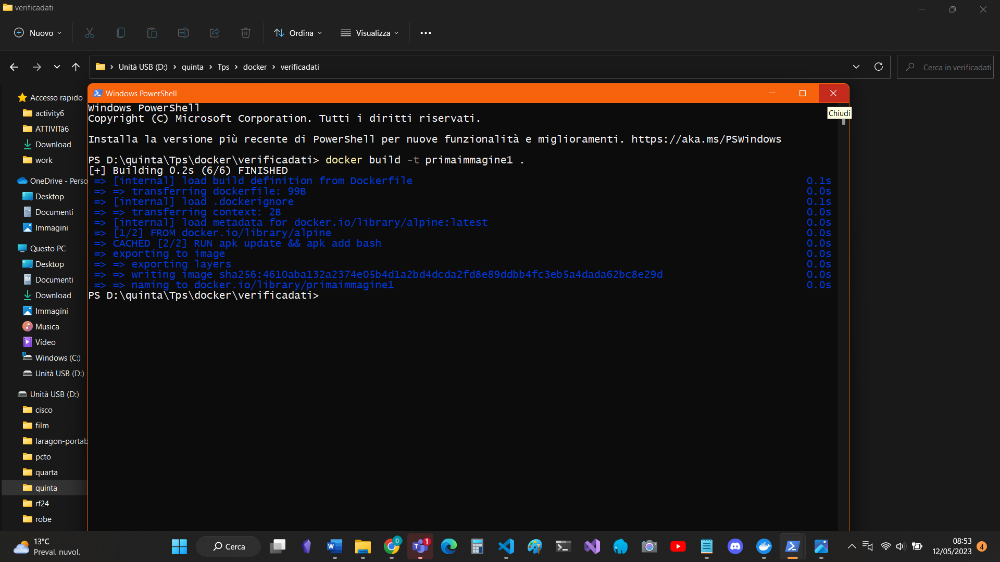 verificadati
Nuovo
Ordina
Visualizza
Unità USB (D:) > quinta > Tps > docker > verificadati
Cerca in verificadati
Accesso rapido
activity6
ATTIVITà6
Download
work
OneDrive - Perso
Desktop
Documenti
Immagini
Questo PC
Desktop
Documenti
Download
Immagini
Musica
Video
Windows (C:)
Unità USB (D:)
Unità USB (D:)
cisco
film
laragon-portab
pcto
quarta
quinta
rf24
robe
Windows PowerShell
Chiudi
Windows PowerShell
Copyright (C) Microsoft Corporation. Tutti i diritti riservati.
Installa la versione più recente di PowerShell per nuove funzionalità e miglioramenti. https://aka.ms/PSWindows
PS D:\quinta\Tps\docker\verificadati> docker build -t primaimmagine1 .
[+] Building 0.2s (6/6) FINISHED
=> [internal] load build definition from Dockerfile 0.1s
=> => transferring dockerfile: 99B 0.0s
=> [internal] load .dockerignore 0.1s
=> => transferring context: 2B 0.0s
=> [internal] load metadata for docker.io/library/alpine:latest 0.0s
=> [1/2] FROM docker.io/library/alpine 0.0s
=> CACHED [2/2] RUN apk update && apk add bash 0.0s
=> exporting to image 0.0s
=> => exporting layers 0.0s
=> => writing image sha256:4610aba132a2374e05b4d1a2bd4dcda2fd8e89ddbb4fc3eb5a4dada62bc8e29d 0.0s
=> => naming to docker.io/library/primaimmagine1 0.0s
PS D:\quinta\Tps\docker\verificadati>
13°C
Preval. nuvol.
Cerca
D
1
08:53
12/05/2023
4